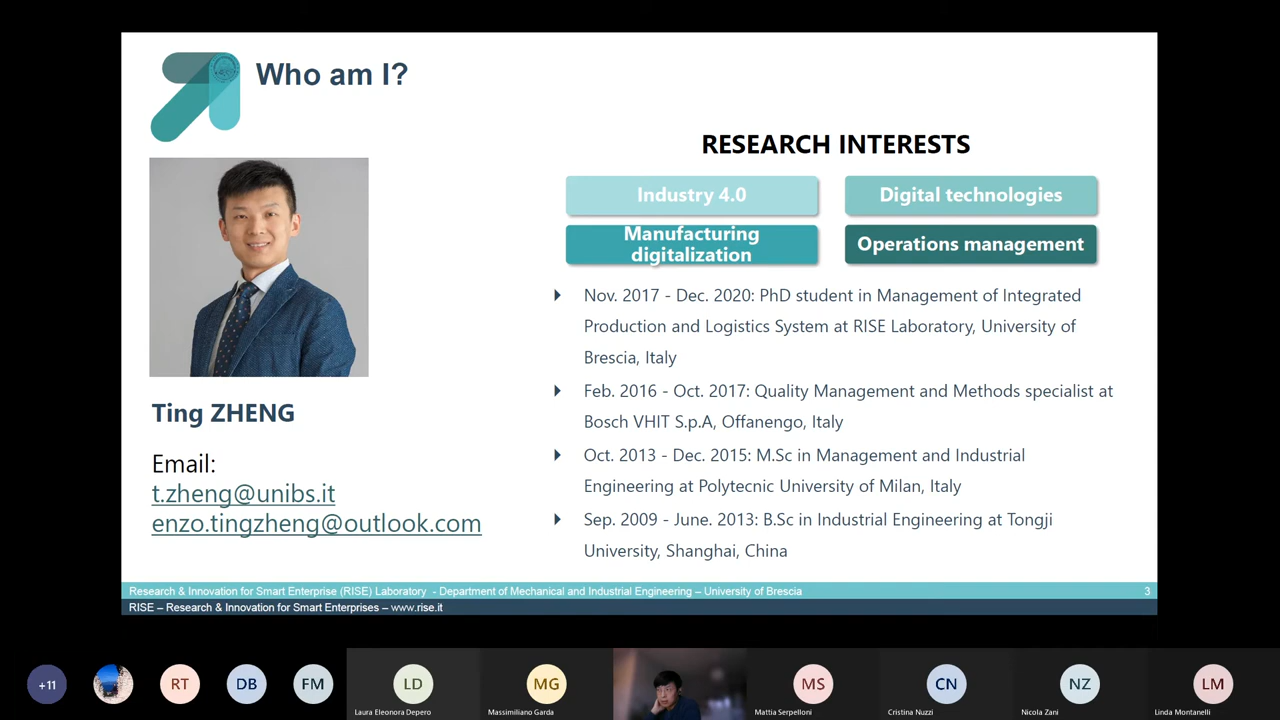 Who am I?
RESEARCH INTERESTS
Industry 4.0
Digital technologies
Manufacturing
digitalization
Operations management
Nov. 2017 - Dec. 2020: PhD student in Management of Integrated
Production and Logistics System at RISE Laboratory, University of
Brescia, Italy
Feb. 2016 - Oct. 2017: Quality Management and Methods specialist at
Bosch VHIT S.p.A, Offanengo, Italy
Oct. 2013 - Dec. 2015: M.Sc in Management and Industrial
Engineering at Polytecnic University of Milan, Italy
Sep. 2009 - June. 2013: B.Sc in Industrial Engineering at Tongji
University, Shanghai, China
Ting ZHENG
Email:
t.zheng@unibs.it
enzo.tingzheng@outlook.com
Research & Innovation for Smart Enterprise (RISE) Laboratory - Department of Mechanical and Industrial Engineering – University of Brescia
3
RISE – Research & Innovation for Smart Enterprises – www.rise.it
+11
RT
DB
FM
LD
Laura Eleonora Depero
MG
Massimiliano Garda
MS
Mattia Serpelloni
CN
Cristina Nuzzi
NZ
Nicola Zani
LM
Linda Montanelli